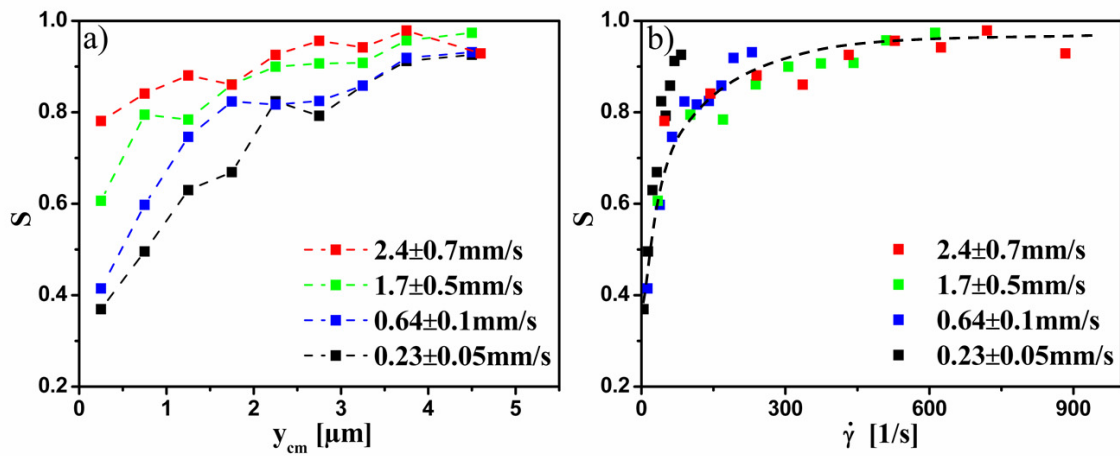 a)
1.0
0.8
0.6
0.4
0.2
S
2.4±0.7mm/s
1.7±0.5mm/s
0.64±0.1mm/s
0.23±0.05mm/s
0 1 2 3 4 5
y_cm [µm]
b)
1.0
0.8
0.6
0.4
0.2
S
2.4±0.7mm/s
1.7±0.5mm/s
0.64±0.1mm/s
0.23±0.05mm/s
0 300 600 900
γ̇ [1/s]